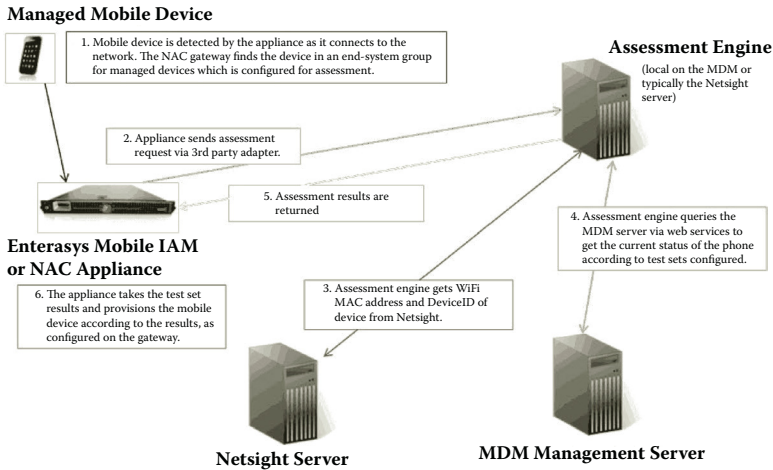 Managed Mobile Device
1. Mobile device is detected by the appliance as it connects to the
network. The NAC gateway finds the device in an end-system group
for managed devices which is configured for assessment.
Assessment Engine
(local on the MDM or
typically the Netsight
server)
2. Appliance sends assessment
request via 3rd party adapter.
5. Assessment results are
returned
4. Assessment engine queries the
MDM server via web services to
get the current status of the phone
according to test sets configured.
Enterasys Mobile IAM
or NAC Appliance
3. Assessment engine gets WiFi
MAC address and DeviceID of
device from Netsight.
6. The appliance takes the test set
results and provisions the mobile
device according to the results, as
configured on the gateway.
Netsight Server
MDM Management Server